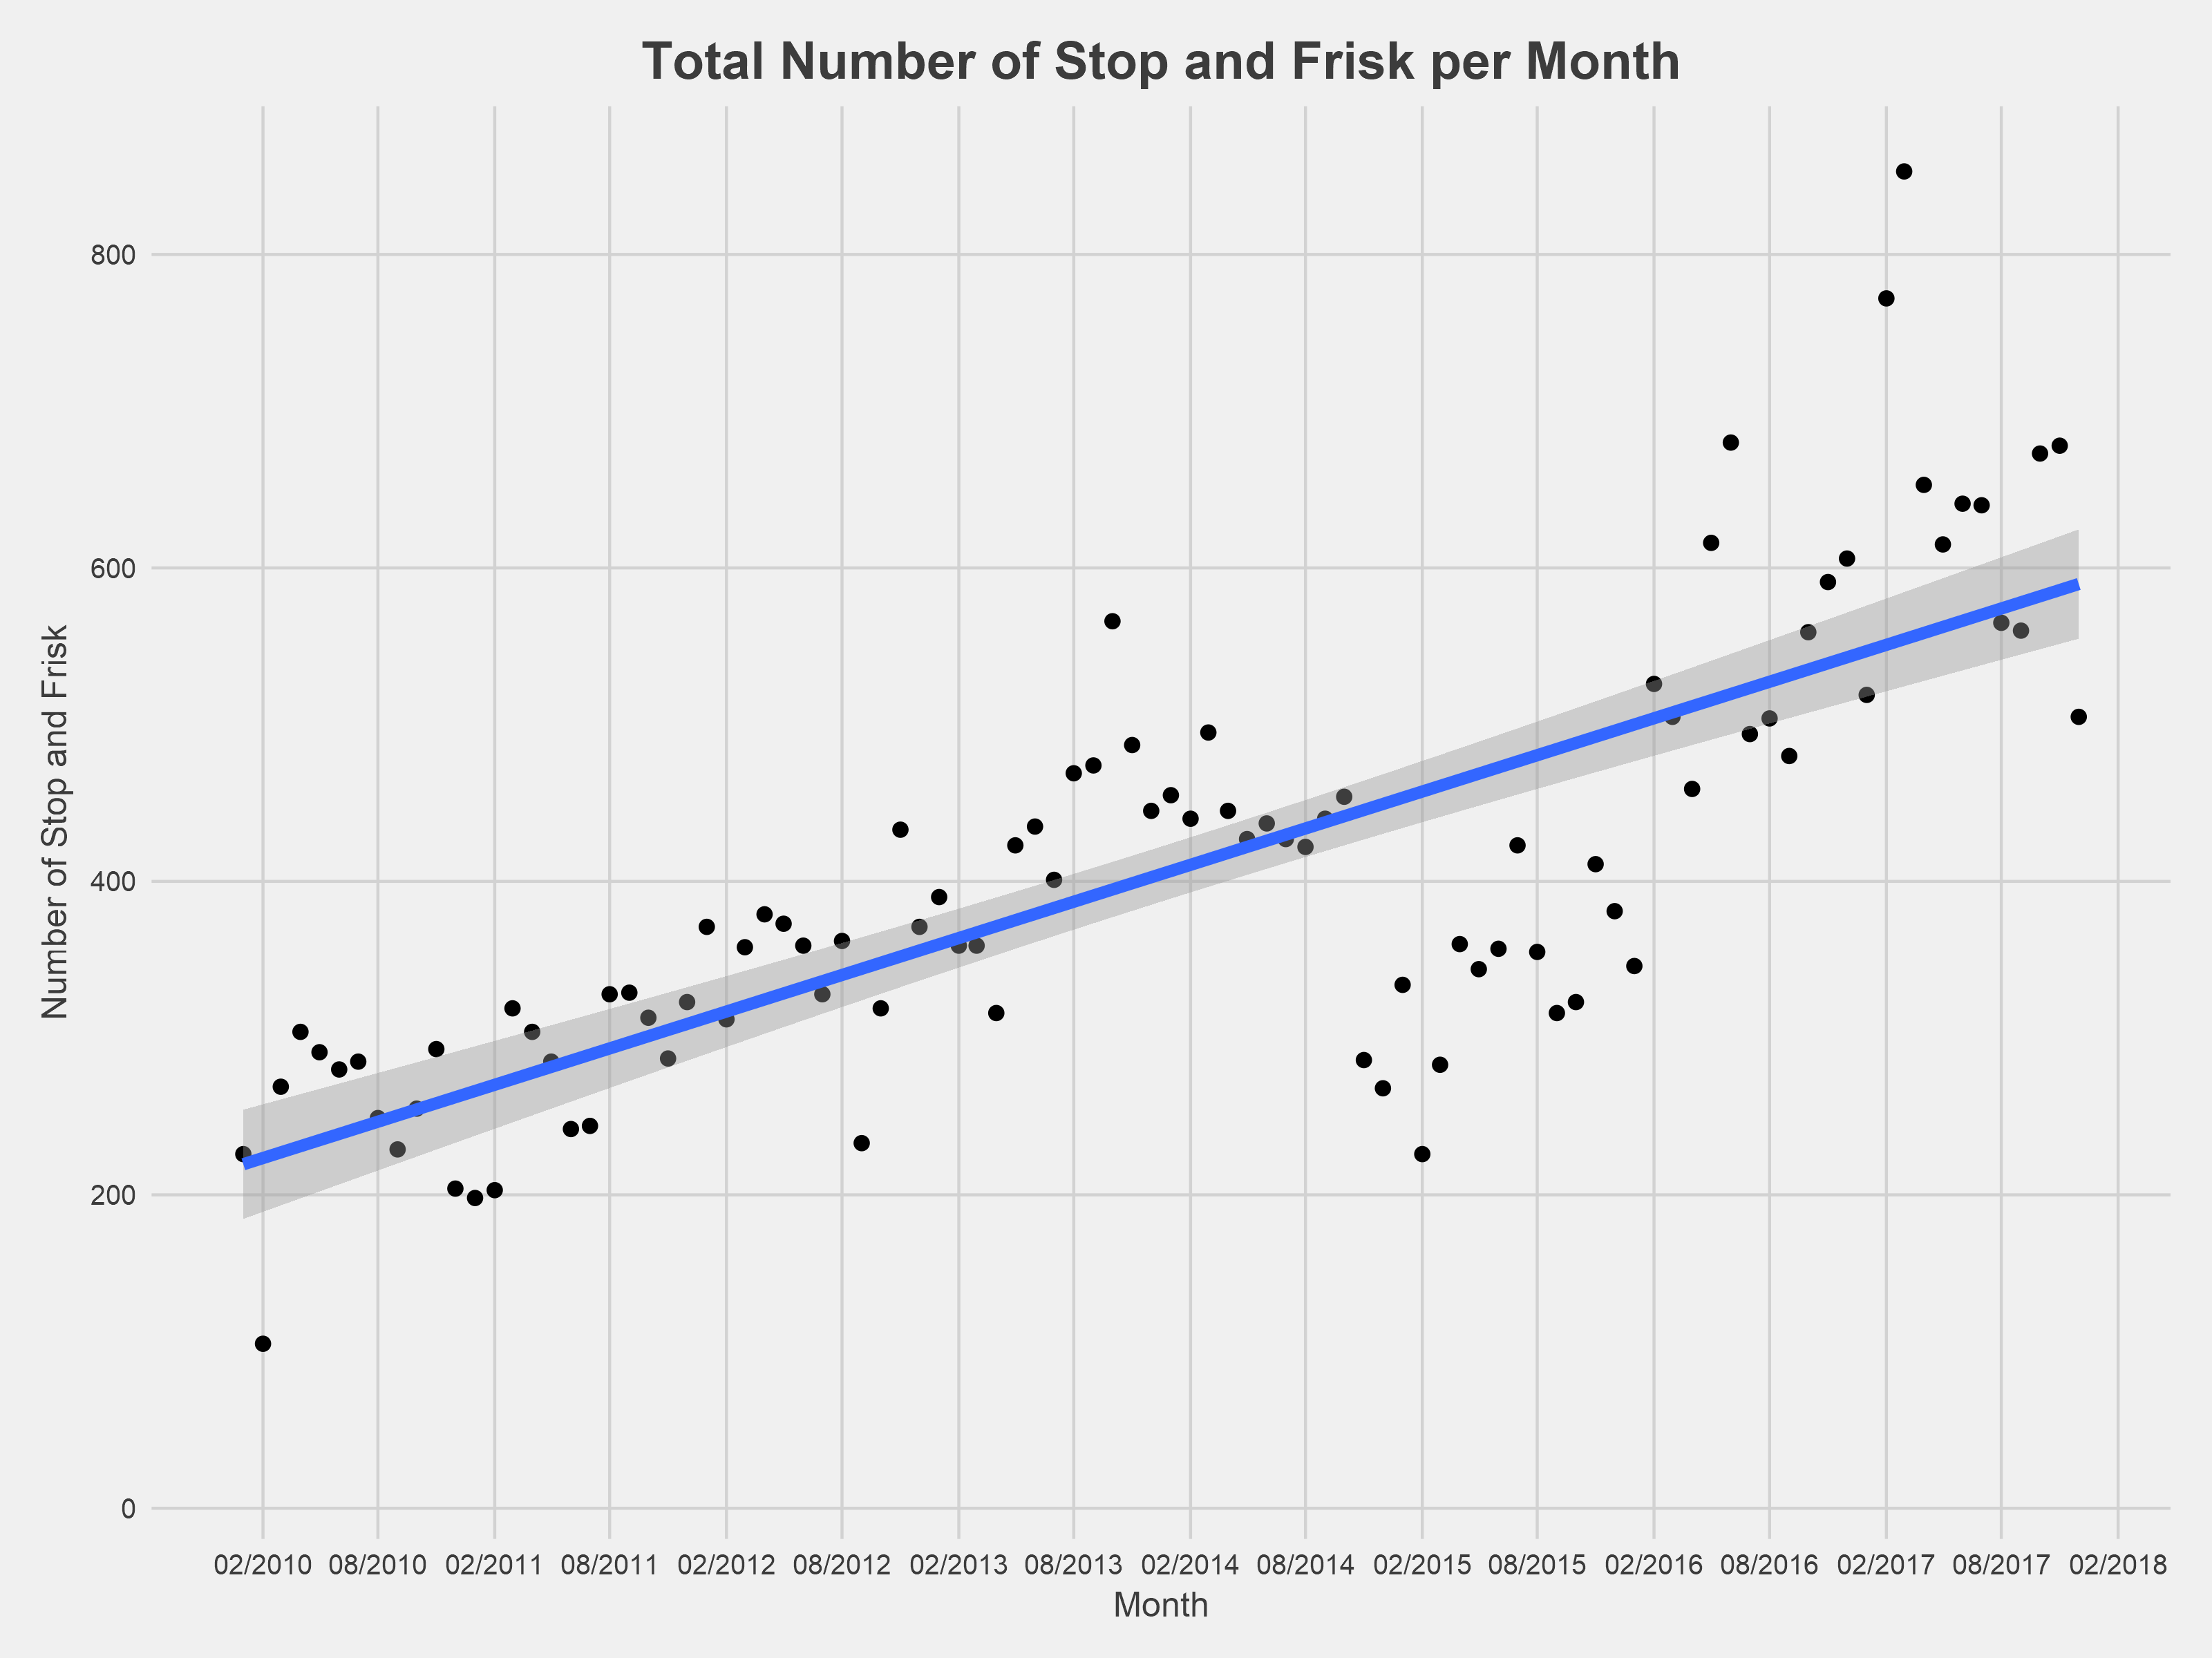 Total Number of Stop and Frisk per Month
Number of Stop and Frisk
800
600
400
200
0
02/2010 08/2010 02/2011 08/2011 02/2012 08/2012 02/2013 08/2013 02/2014 08/2014 02/2015 08/2015 02/2016 08/2016 02/2017 08/2017 02/2018
Month